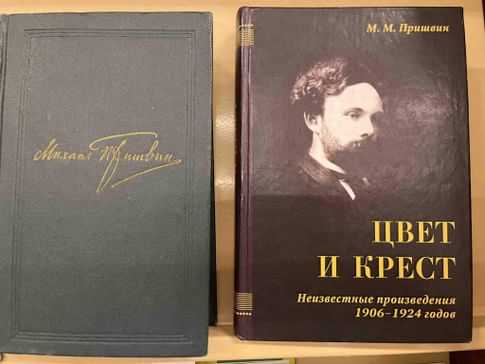 Михаил Пришвин
М. М. Пришвин
ЦВЕТ
И КРЕСТ
Неизвестные произведения
1906–1924 годов